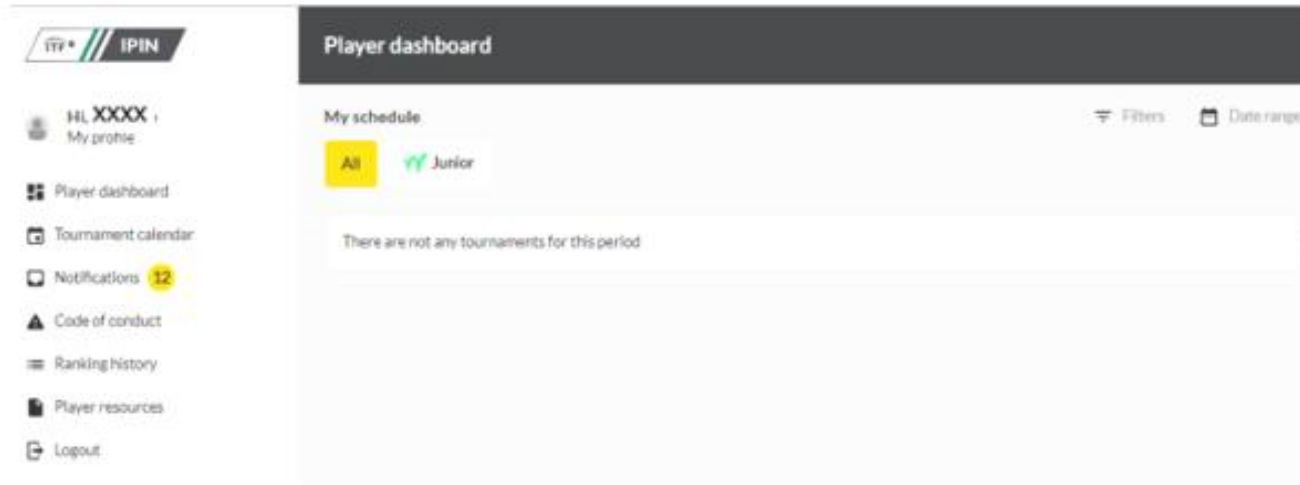 ITF IPIN
Player dashboard
Hi, XXXX
My profile
My schedule
Filters
Date range
All
Junior
Player dashboard
Tournament calendar
There are not any tournaments for this period
Notifications 12
Code of conduct
Ranking history
Player resources
Logout